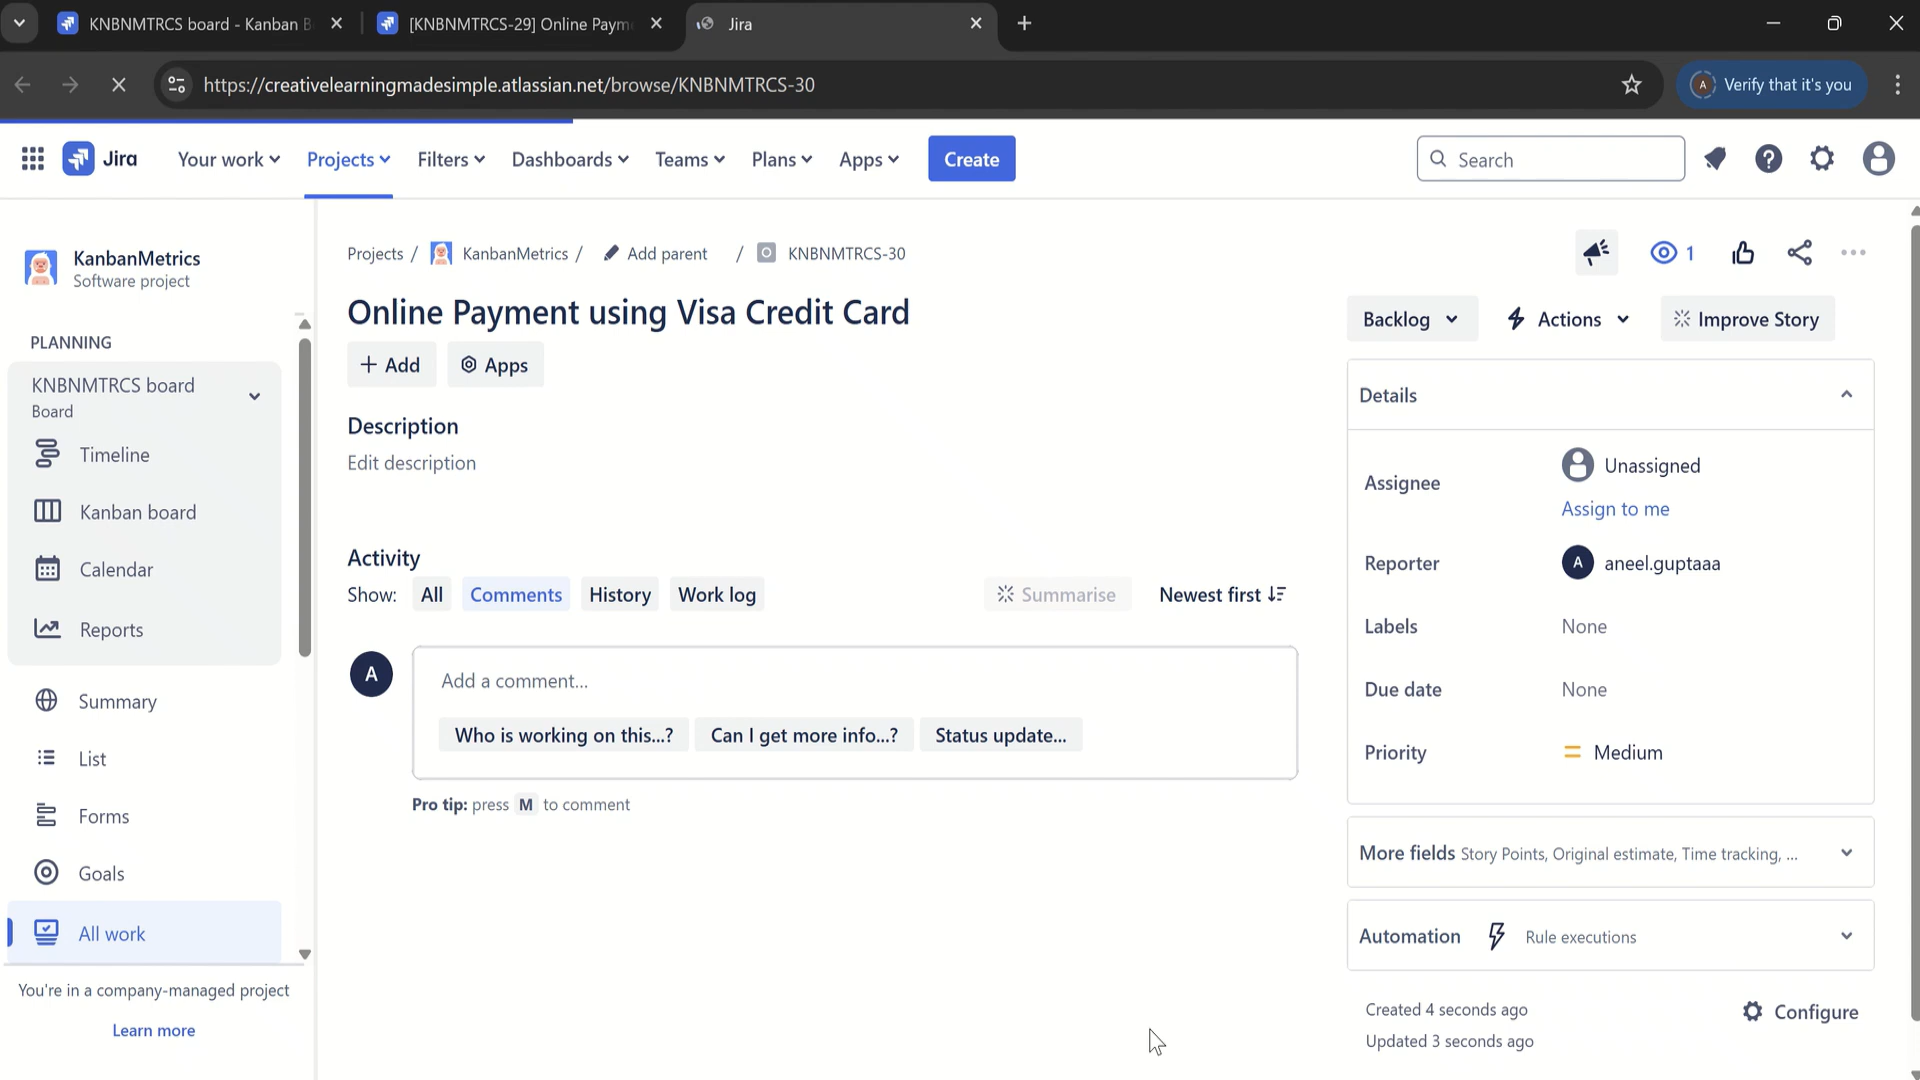 KNBNMTRCS board - Kanban B
[KNBNMTRCS-29] Online Paym
Jira
https://creativelearningmadesimple.atlassian.net/browse/KNBNMTRCS-30
A
Verify that it's you
Jira
Your work
Projects
Filters
Dashboards
Teams
Plans
Apps
Create
Search
KanbanMetrics
Software project
PLANNING
KNBNMTRCS board
Board
Timeline
Kanban board
Calendar
Reports
Summary
List
Forms
Goals
All work
You're in a company-managed project
Learn more
Projects / KanbanMetrics / Add parent / KNBNMTRCS-30
1
Online Payment using Visa Credit Card
+ Add
Apps
Description
Edit description
Activity
Show: All Comments History Work log
Summarise
Newest first
A
Add a comment...
Who is working on this...?
Can I get more info...?
Status update...
Pro tip: press M to comment
Backlog
Actions
Improve Story
Details
Assignee
Unassigned
Assign to me
Reporter
A
aneel.guptaaa
Labels
None
Due date
None
Priority
Medium
More fields Story Points, Original estimate, Time tracking, ...
Automation
Rule executions
Created 4 seconds ago
Updated 3 seconds ago
Configure